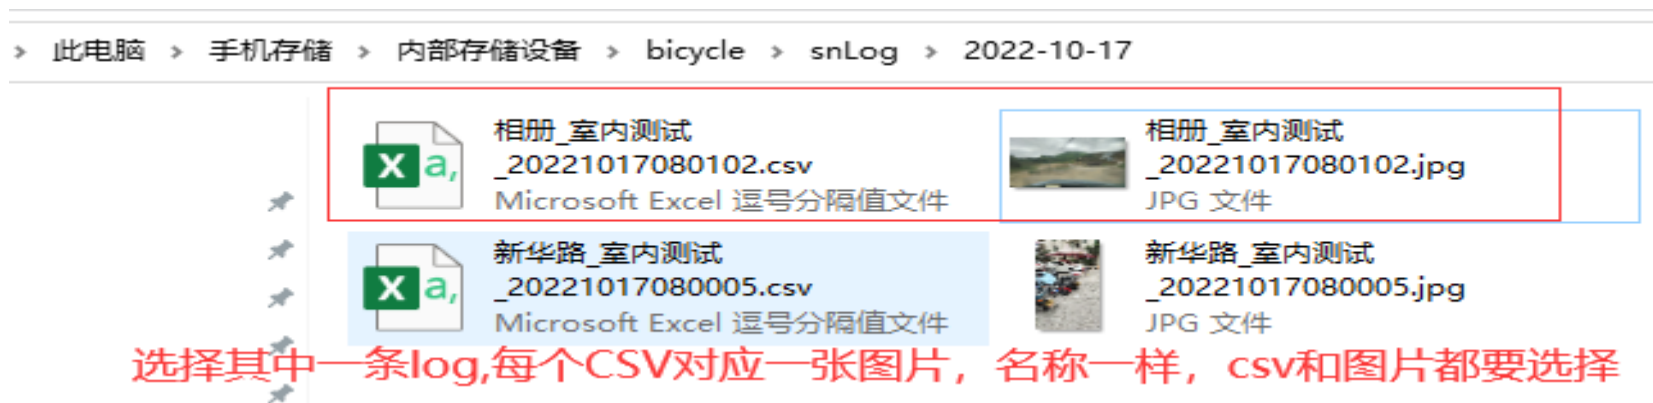 > 此电脑 > 手机存储 > 内部存储设备 > bicycle > snLog > 2022-10-17
相册_室内测试
_20221017080102.csv
Microsoft Excel 逗号分隔值文件
相册_室内测试
_20221017080102.jpg
JPG 文件
新华路_室内测试
_20221017080005.csv
Microsoft Excel 逗号分隔值文件
新华路_室内测试
_20221017080005.jpg
JPG 文件
选择其中一条log,每个CSV对应一张图片，名称一样，csv和图片都要选择